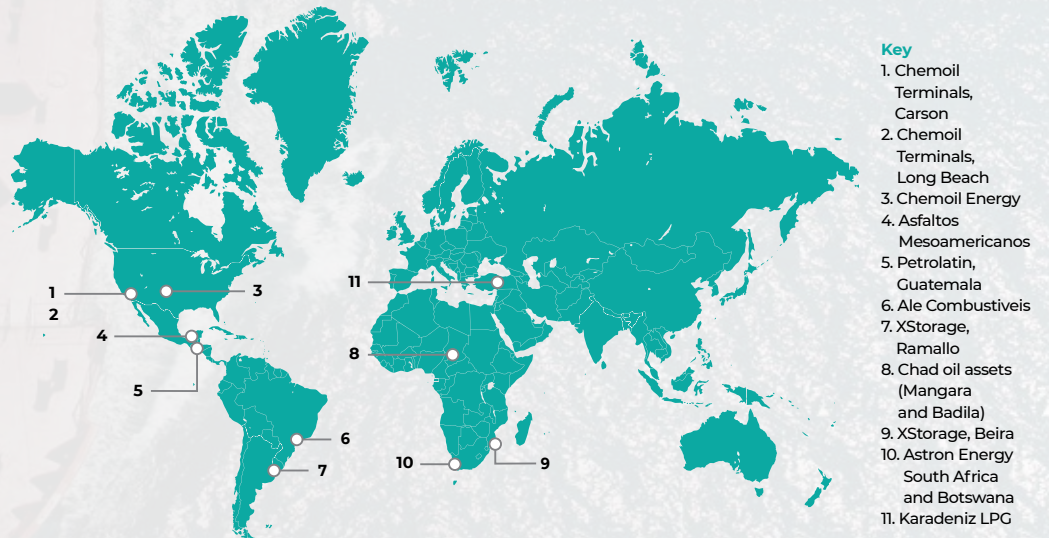 Key
1. Chemoil
Terminals,
Carson
2. Chemoil
Terminals,
Long Beach
3. Chemoil Energy
4. Asfaltos
Mesoamericanos
5. Petrolatin,
Guatemala
6. Ale Combustiveis
7. XStorage,
Ramallo
8. Chad oil assets
(Mangara
and Badila)
9. XStorage, Beira
10. Astron Energy
South Africa
and Botswana
11. Karadeniz LPG
11
1
3
2
4
8
5
6
10
9
7